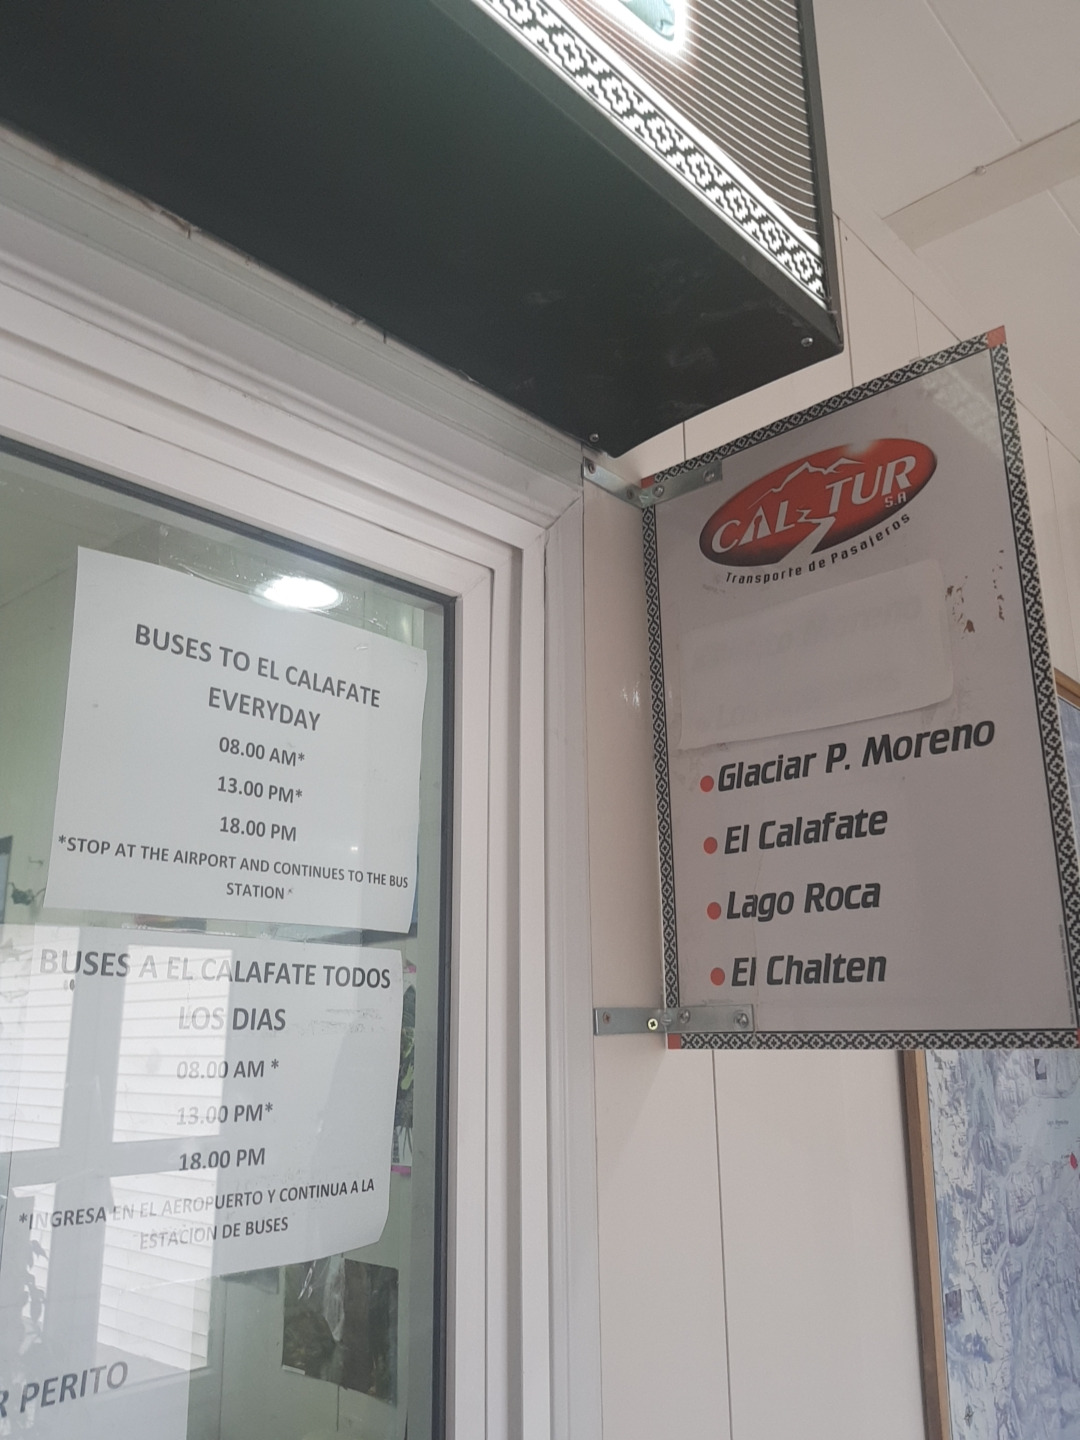 BUSES TO EL CALAFATE
EVERYDAY
08.00 AM*
13.00 PM*
18.00 PM
*STOP AT THE AIRPORT AND CONTINUES TO THE BUS
STATION*
BUSES A EL CALAFATE TODOS
LOS DIAS
08.00 AM *
13.00 PM*
18.00 PM
*INGRESA EN EL AEROPUERTO Y CONTINUA A LA
ESTACION DE BUSES
R PERITO
CAL TUR
S.A
Transporte de Pasajeros
•Glaciar P. Moreno
•El Calafate
•Lago Roca
•El Chalten